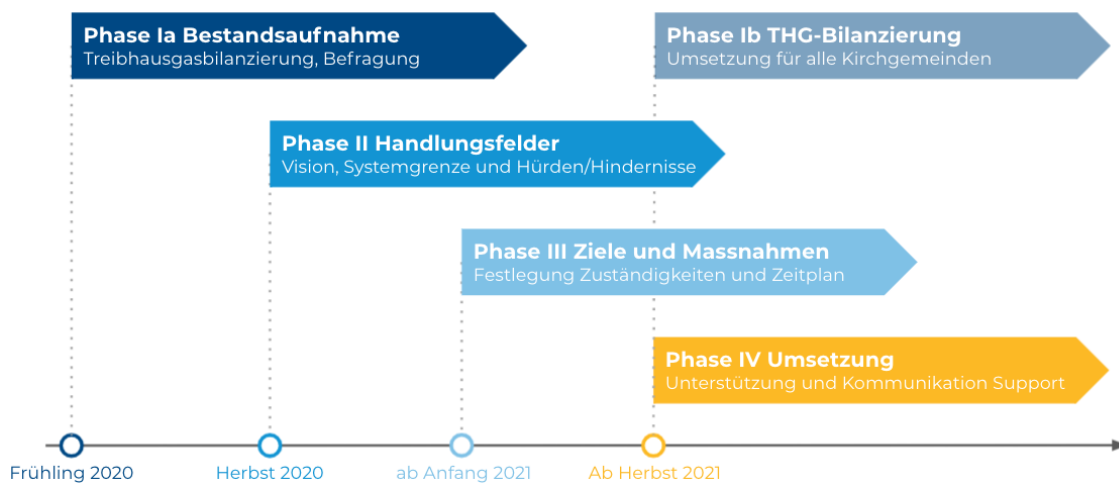 Phase Ia Bestandsaufnahme
Treibhausgasbilanzierung, Befragung
Phase Ib THG-Bilanzierung
Umsetzung für alle Kirchgemeinden
Phase II Handlungsfelder
Vision, Systemgrenze und Hürden/Hindernisse
Phase III Ziele und Massnahmen
Festlegung Zuständigkeiten und Zeitplan
Phase IV Umsetzung
Unterstützung und Kommunikation Support
Frühling 2020
Herbst 2020
ab Anfang 2021
Ab Herbst 2021